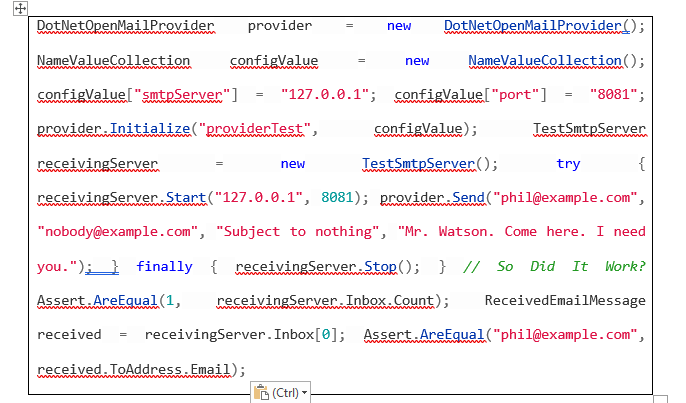 DotNetOpenMailProvider provider = new DotNetOpenMailProvider();
NameValueCollection configValue = new NameValueCollection();
configValue["smtpServer"] = "127.0.0.1"; configValue["port"] = "8081";
provider.Initialize("providerTest", configValue); TestSmtpServer
receivingServer = new TestSmtpServer(); try {
receivingServer.Start("127.0.0.1", 8081); provider.Send("phil@example.com",
"nobody@example.com", "Subject to nothing", "Mr. Watson. Come here. I need
you."); } finally { receivingServer.Stop(); } // So Did It Work?
Assert.AreEqual(1, receivingServer.Inbox.Count); ReceivedEmailMessage
received = receivingServer.Inbox[0]; Assert.AreEqual("phil@example.com",
received.ToAddress.Email);
(Ctrl)